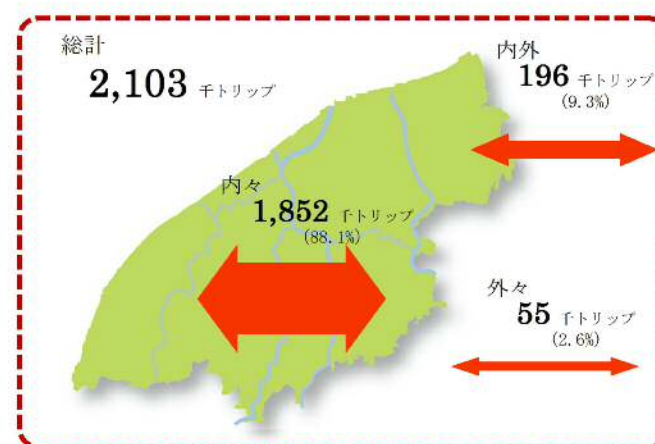 総計
2,103 千トリップ
内外
196 千トリップ
(9.3%)
内々
1,852 千トリップ
(88.1%)
外々
55 千トリップ
(2.6%)